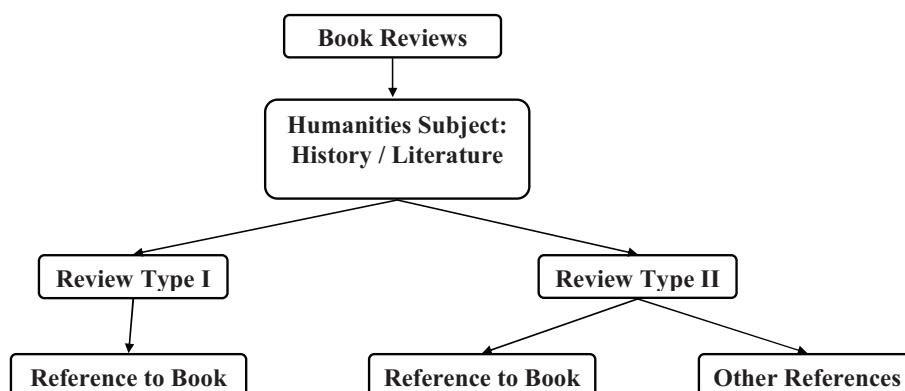 Book Reviews
Humanities Subject:
History / Literature
Review Type I
Review Type II
Reference to Book
Reference to Book
Other References